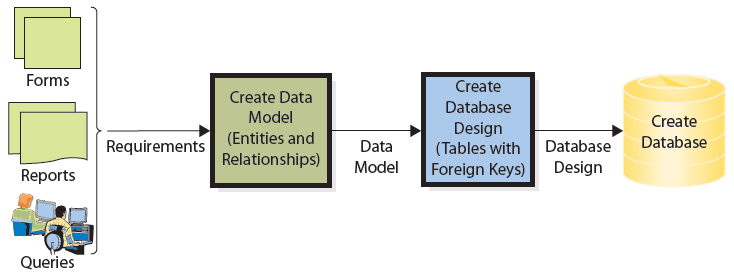 Forms
Reports
Queries
Requirements
Create Data
Model
(Entities and
Relationships)
Data
Model
Create
Database
Design
(Tables with
Foreign Keys)
Database
Design
Create
Database